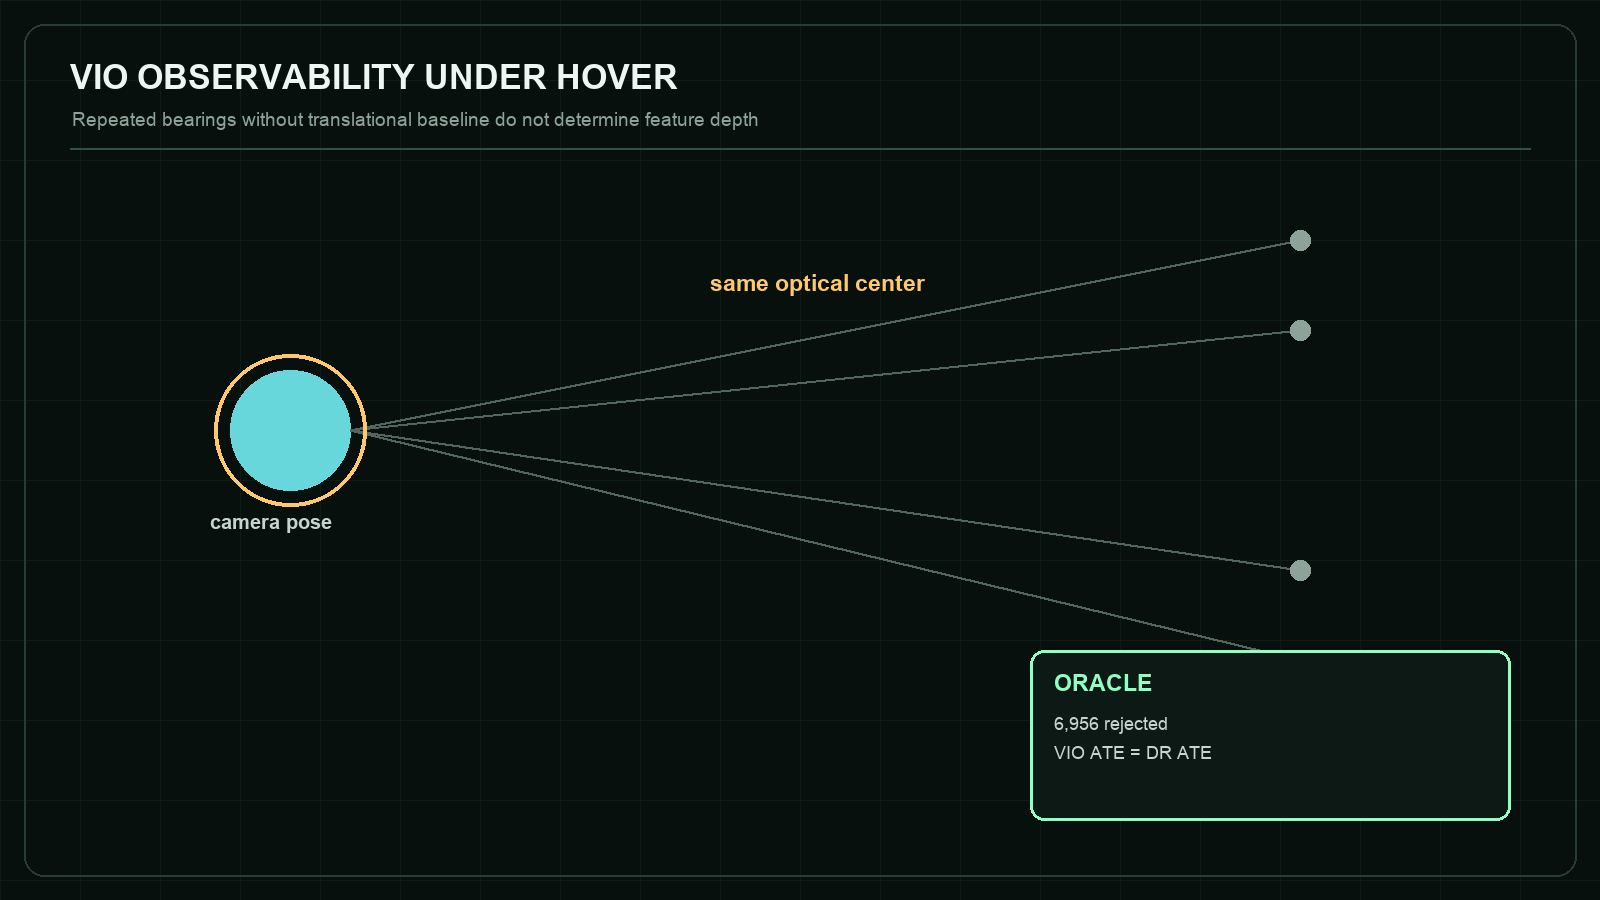 VIO OBSERVABILITY UNDER HOVER
Repeated bearings without translational baseline do not determine feature depth
same optical center
camera pose
ORACLE
6,956 rejected
VIO ATE = DR ATE